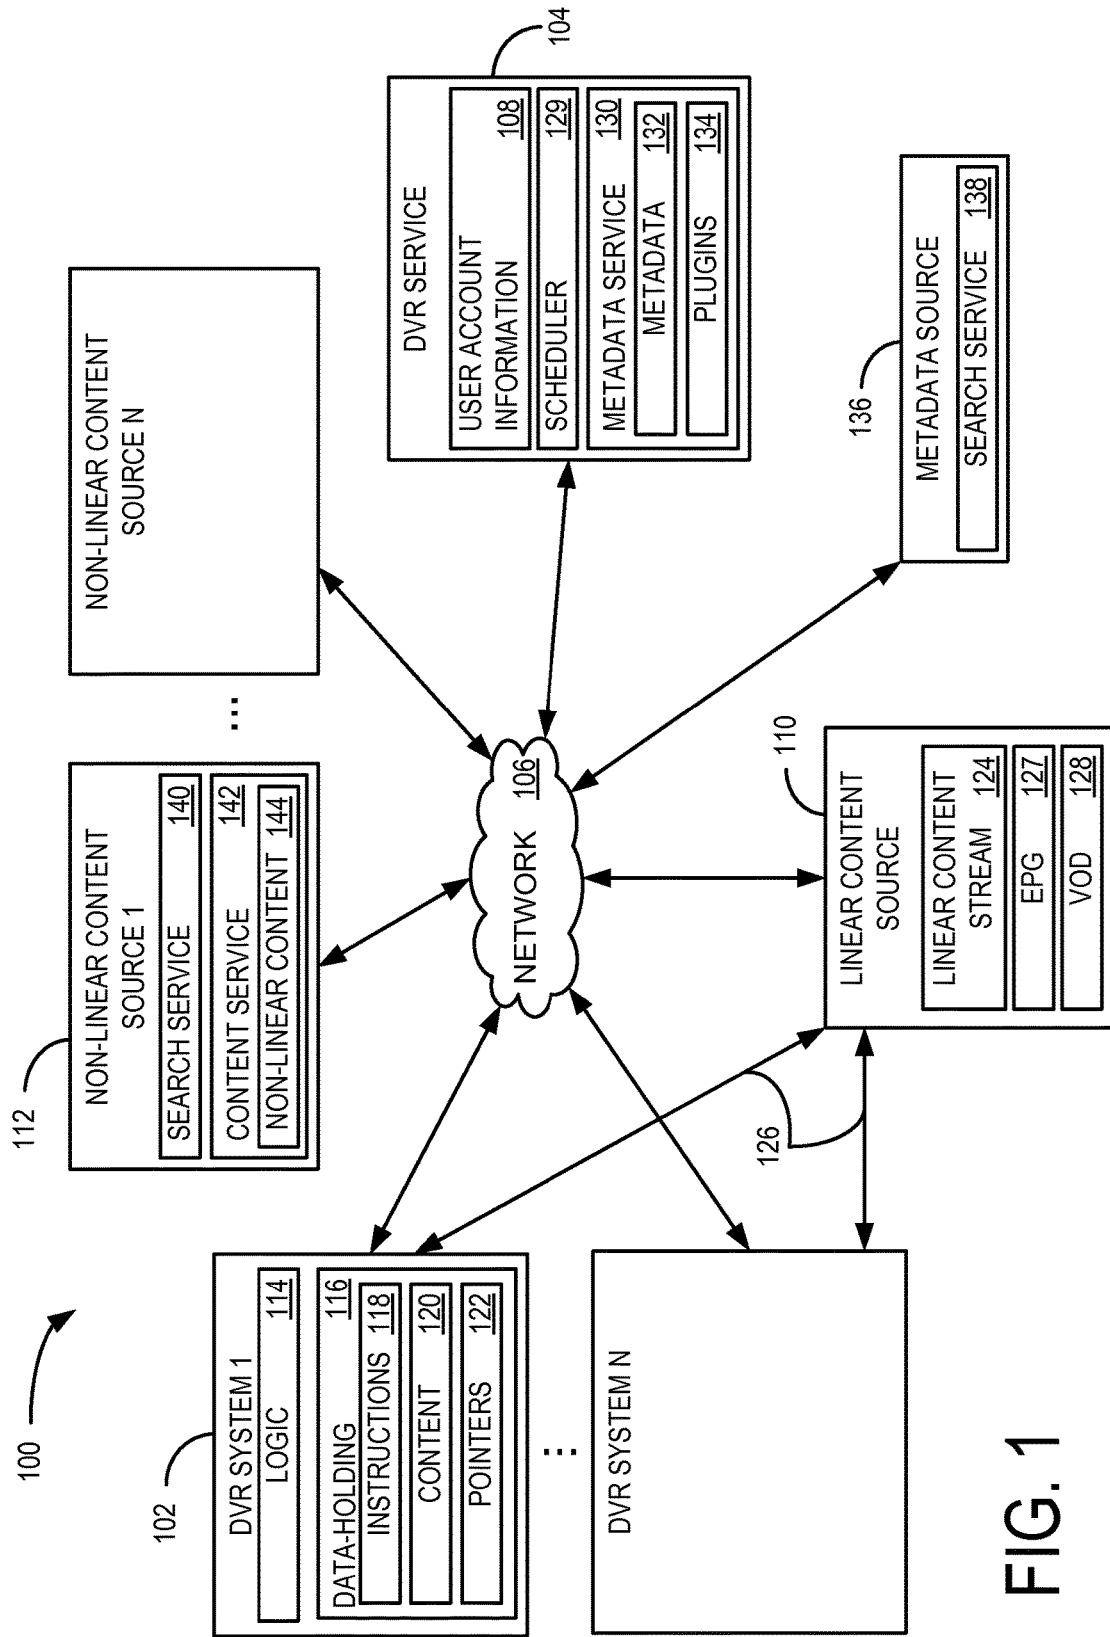 100
102
DVR SYSTEM 1
LOGIC 114
DATA-HOLDING 116
INSTRUCTIONS 118
CONTENT 120
POINTERS 122
...
DVR SYSTEM N
112
NON-LINEAR CONTENT
SOURCE 1
SEARCH SERVICE 140
CONTENT SERVICE 142
NON-LINEAR CONTENT 144
...
NON-LINEAR CONTENT
SOURCE N
NETWORK 106
126
104
DVR SERVICE
USER ACCOUNT
INFORMATION 108
SCHEDULER 129
METADATA SERVICE 130
METADATA 132
PLUGINS 134
110
LINEAR CONTENT
SOURCE
LINEAR CONTENT
STREAM 124
EPG 127
VOD 128
136
METADATA SOURCE
SEARCH SERVICE 138
FIG. 1